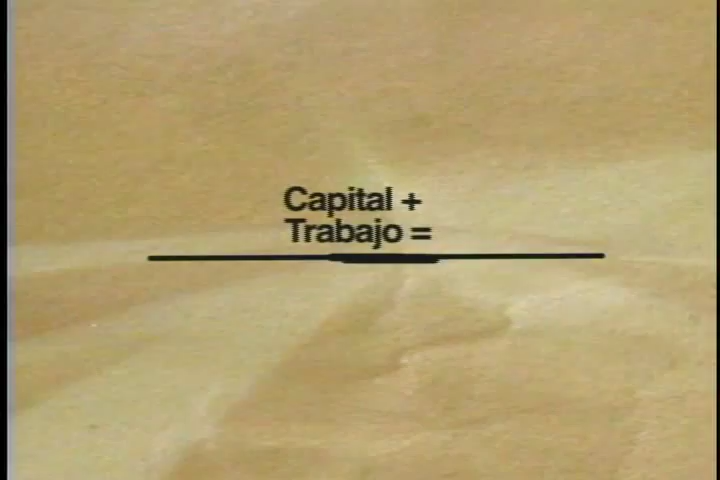 Capital +
Trabajo =